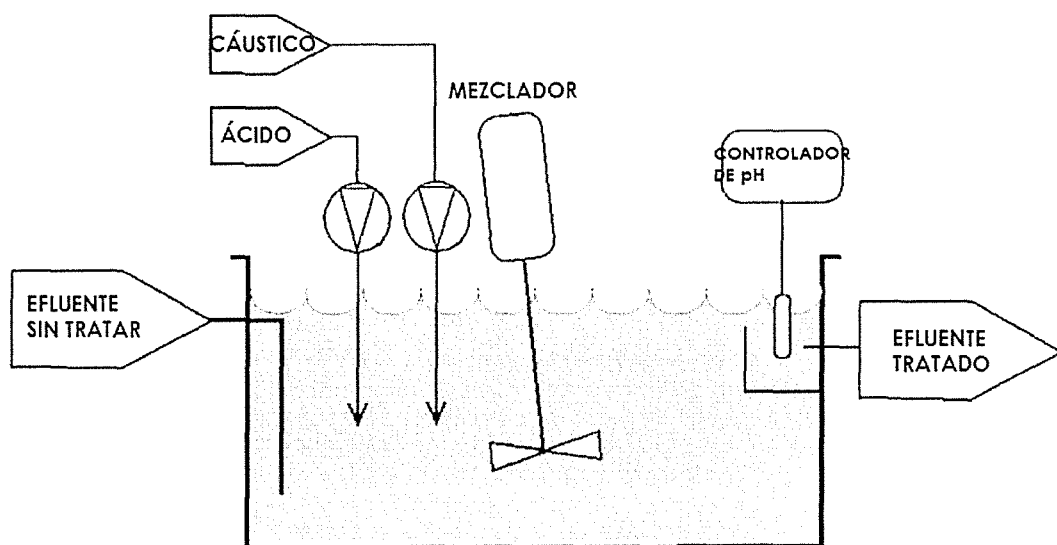 CÁUSTICO
ÁCIDO
MEZCLADOR
CONTROLADOR
DE pH
EFLUENTE
SIN TRATAR
EFLUENTE
TRATADO